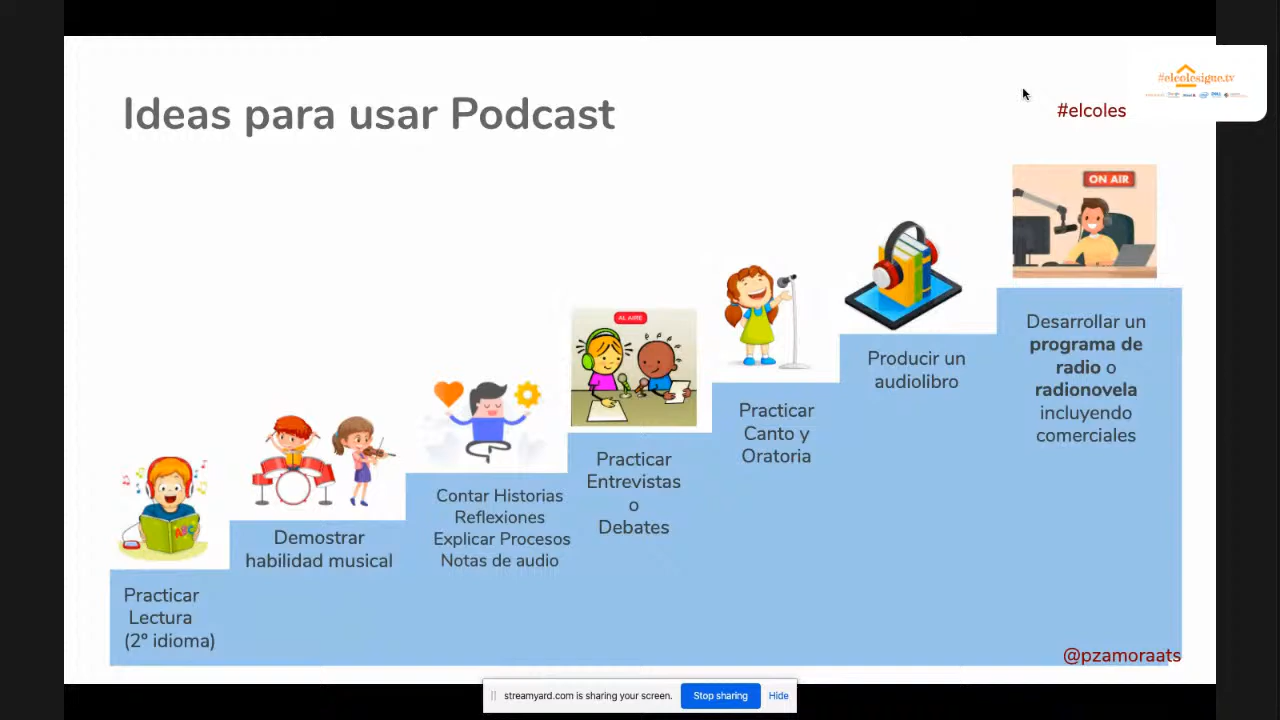 Ideas para usar Podcast
#elcolesigue.tv
#elcoles
ON AIR
AL AIRE
ABC
Practicar
Lectura
(2º idioma)
Demostrar
habilidad musical
Contar Historias
Reflexiones
Explicar Procesos
Notas de audio
Practicar
Entrevistas
o
Debates
Practicar
Canto y
Oratoria
Producir un
audiolibro
Desarrollar un
programa de
radio o
radionovela
incluyendo
comerciales
@pzamoraats
streamyard.com is sharing your screen.
Stop sharing
Hide